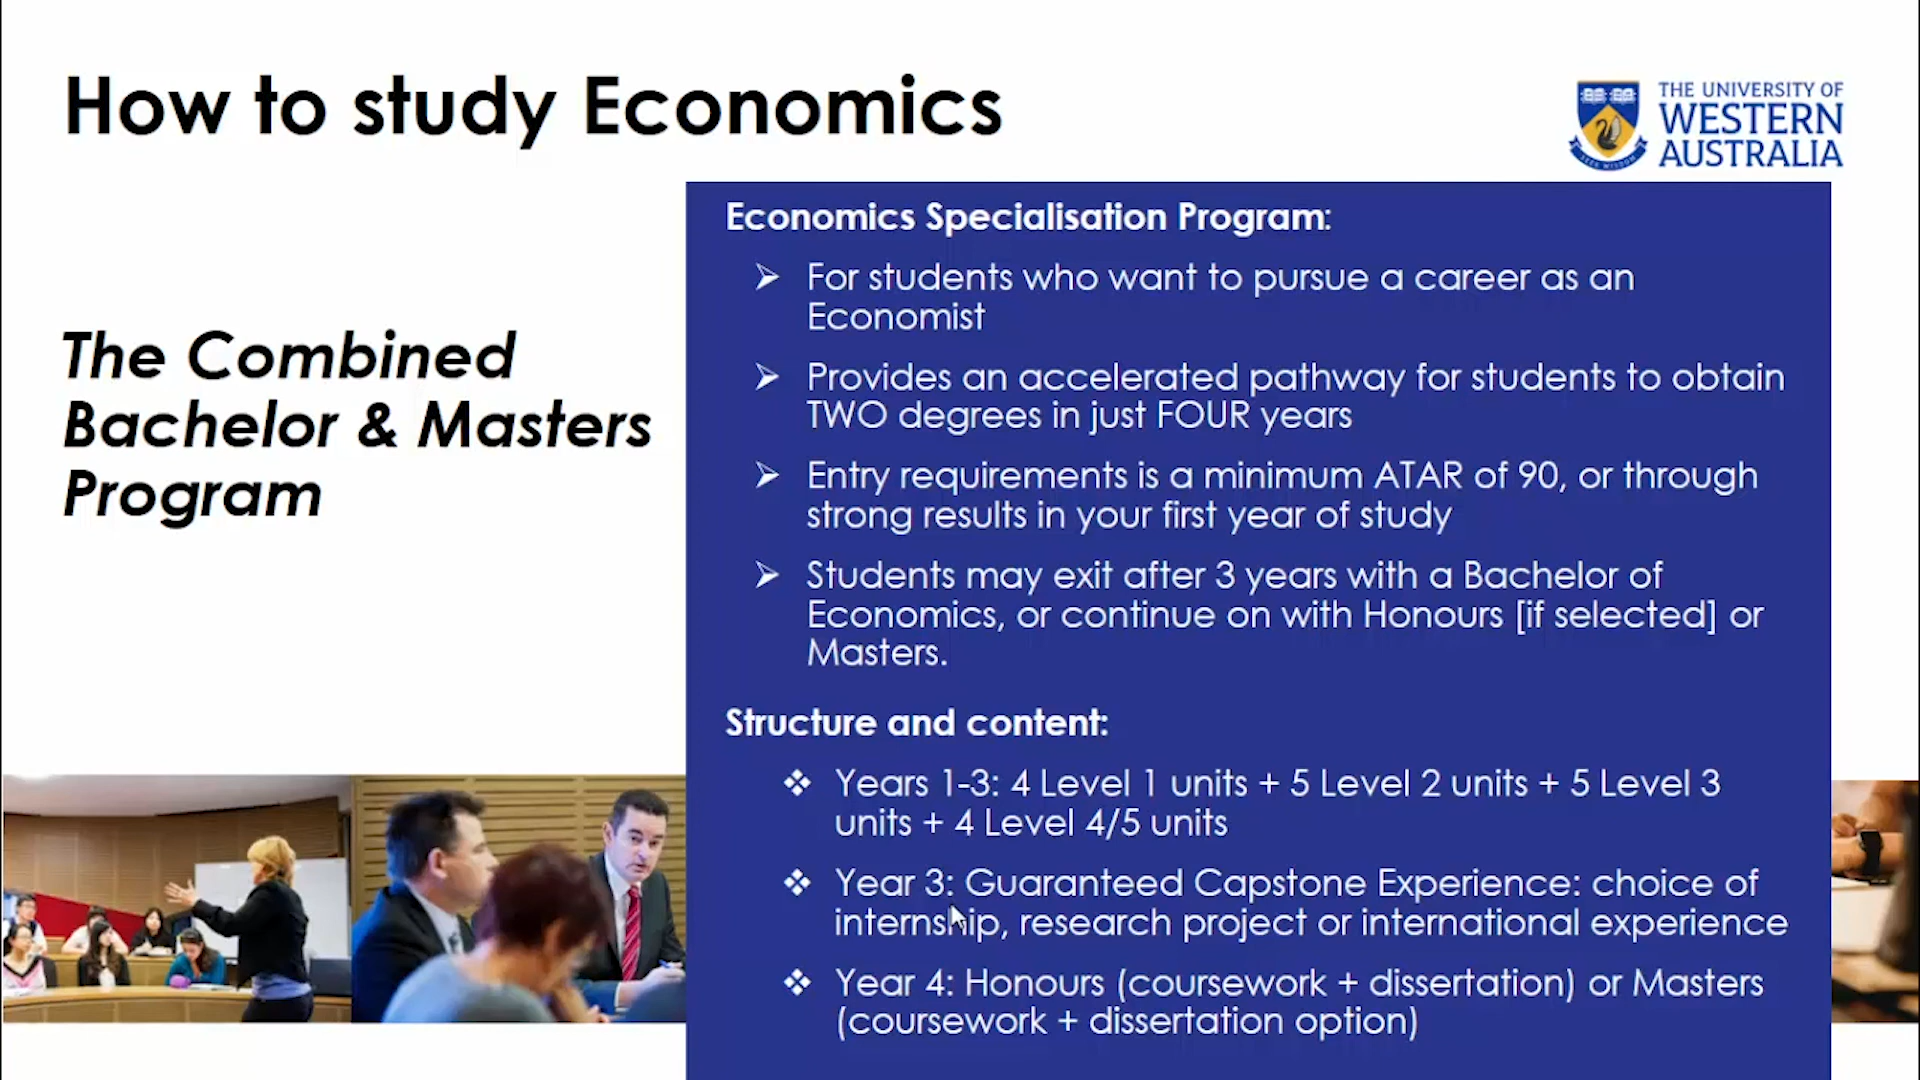 How to study Economics
THE UNIVERSITY OF
WESTERN
AUSTRALIA
SEEK WISDOM
The Combined
Bachelor & Masters
Program
Economics Specialisation Program:
For students who want to pursue a career as an
Economist
Provides an accelerated pathway for students to obtain
TWO degrees in just FOUR years
Entry requirements is a minimum ATAR of 90, or through
strong results in your first year of study
Students may exit after 3 years with a Bachelor of
Economics, or continue on with Honours [if selected] or
Masters.
Structure and content:
Years 1-3: 4 Level 1 units + 5 Level 2 units + 5 Level 3
units + 4 Level 4/5 units
Year 3: Guaranteed Capstone Experience: choice of
internship, research project or international experience
Year 4: Honours (coursework + dissertation) or Masters
(coursework + dissertation option)